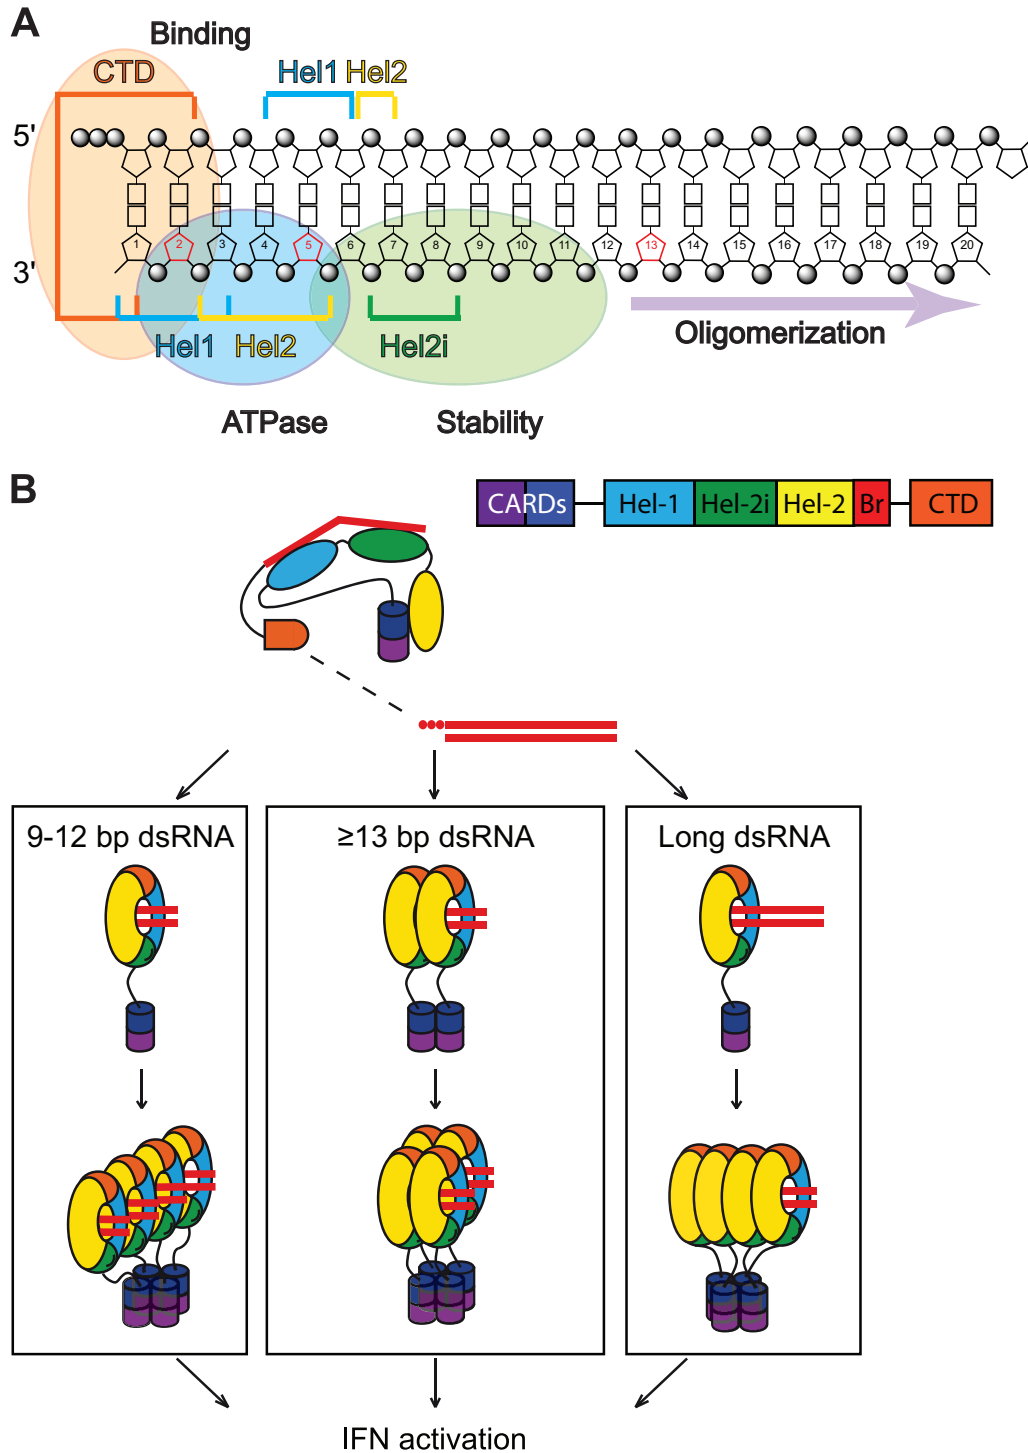 A
Binding
CTD
Hel1 Hel2
5'
1 2 3 4 5 6 7 8 9 10 11 12 13 14 15 16 17 18 19 20
3'
Hel1 Hel2 Hel2i
Oligomerization
ATPase Stability
B
CARDs Hel-1 Hel-2i Hel-2 Br CTD
9-12 bp dsRNA
≥13 bp dsRNA
Long dsRNA
IFN activation